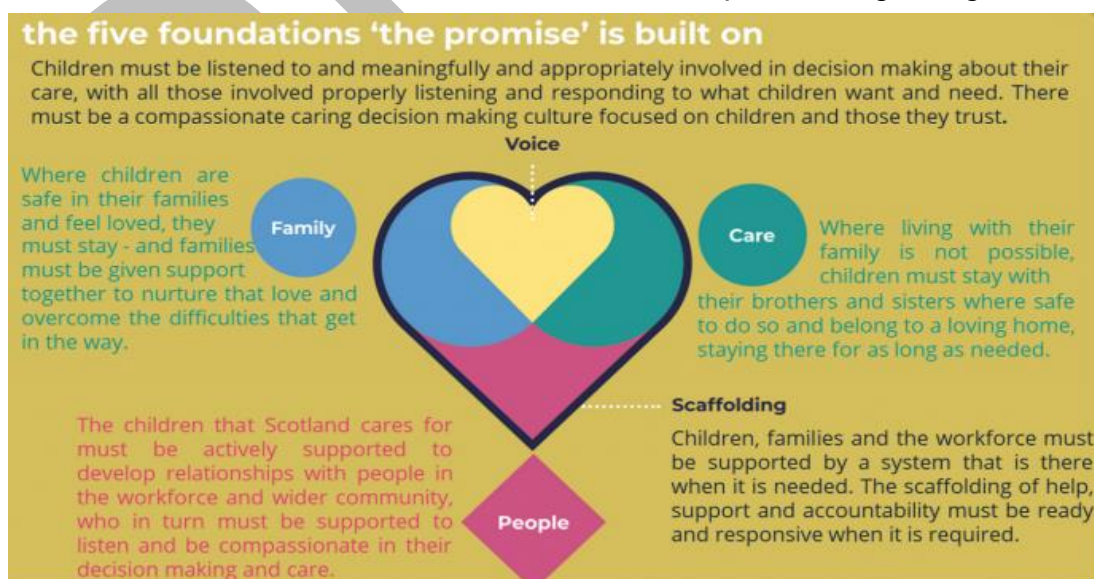 the five foundations ‘the promise’ is built on
Children must be listened to and meaningfully and appropriately involved in decision making about their
care, with all those involved properly listening and responding to what children want and need. There
must be a compassionate caring decision making culture focused on children and those they trust.
Voice
Where children are
safe in their families
and feel loved, they
must stay - and families
must be given support
together to nurture that love and
overcome the difficulties that get
in the way.
Family
Care
Where living with their
family is not possible,
children must stay with
their brothers and sisters where safe
to do so and belong to a loving home,
staying there for as long as needed.
The children that Scotland cares for
must be actively supported to
develop relationships with people in
the workforce and wider community,
who in turn must be supported to
listen and be compassionate in their
decision making and care.
People
Scaffolding
Children, families and the workforce must
be supported by a system that is there
when it is needed. The scaffolding of help,
support and accountability must be ready
and responsive when it is required.